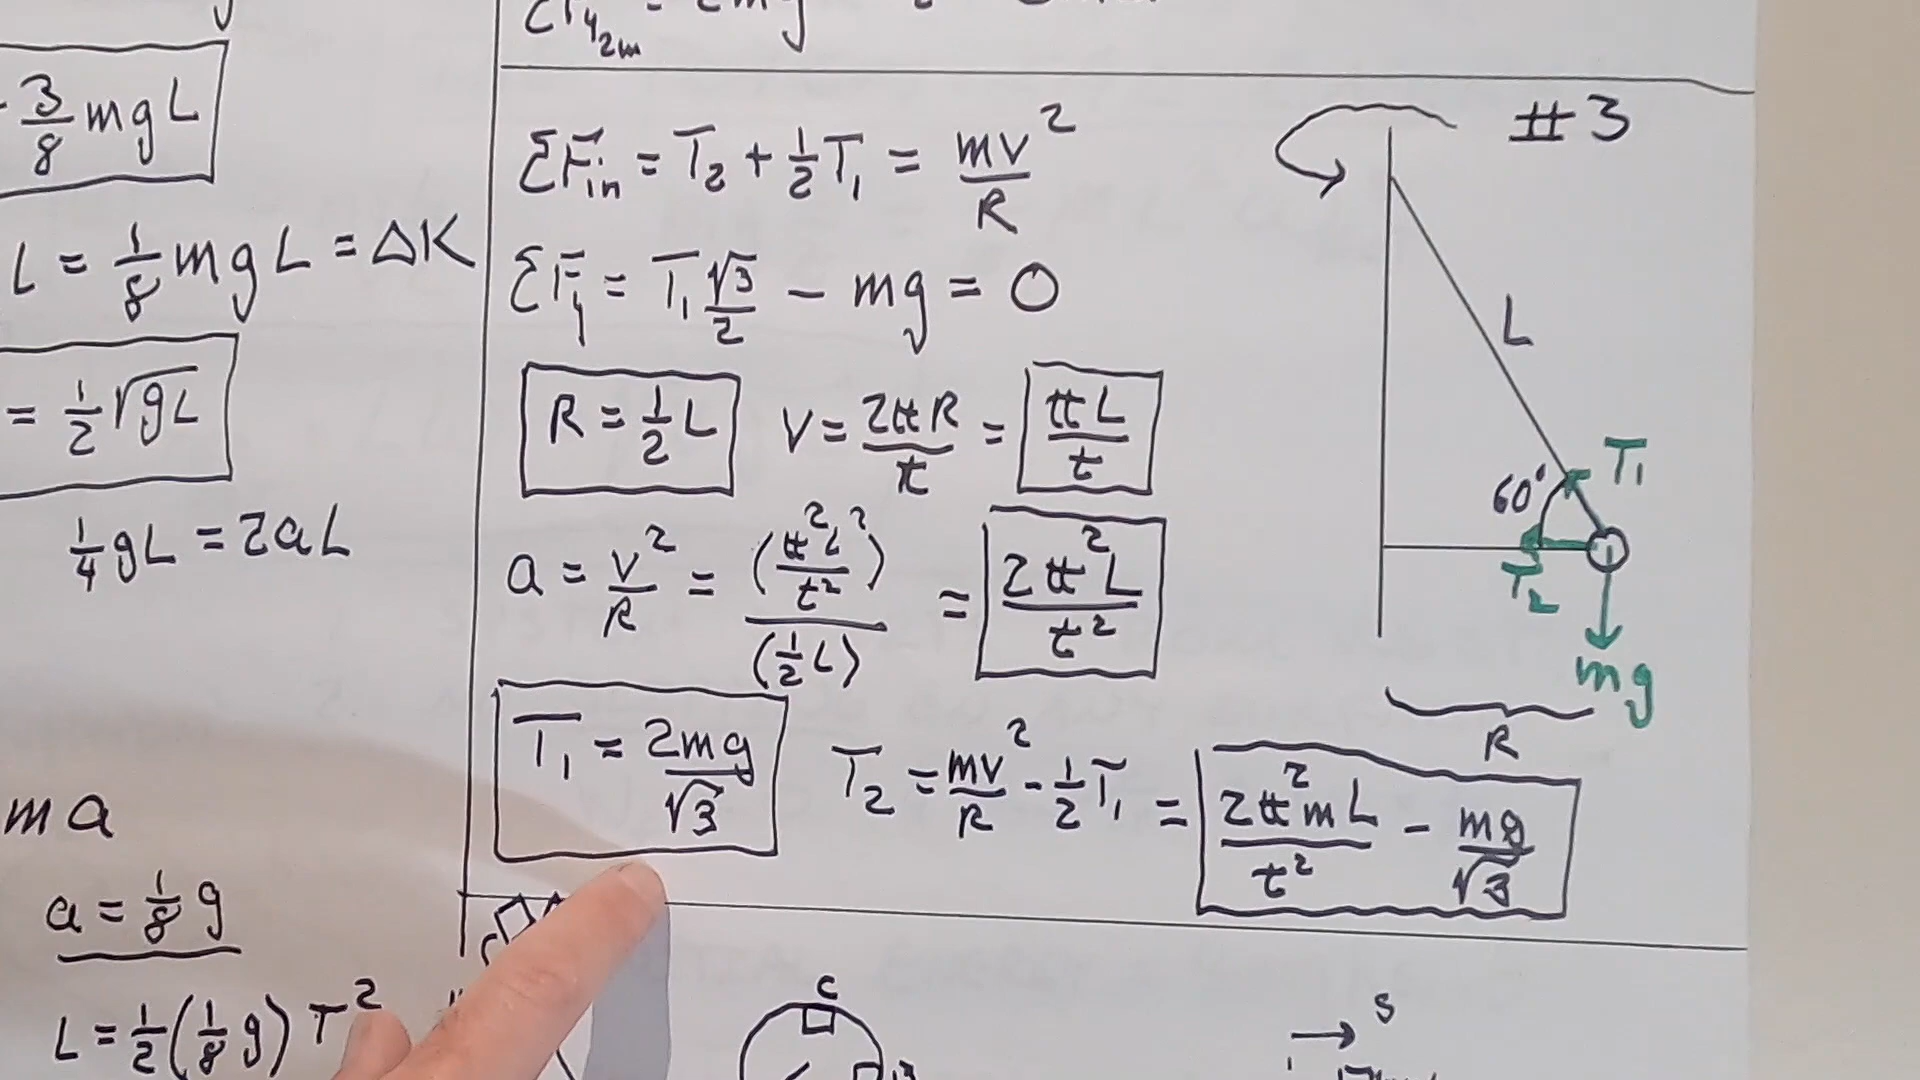 3/8 mgL
L = 1/8 mgL = ΔK
= 1/2 √gL
1/4 gL = 2aL
ma
a = 1/8 g
L = 1/2 (1/8 g) T²
ΣF_in = T₂ + 1/2 T₁ = mv²/R
ΣF_y = T₁ √3/2 - mg = 0
R = 1/2 L V = 2πR/t = πL/t
a = v²/R = (π²L²/t²)/(1/2 L) = 2π²L/t²
T₁ = 2mg/√3 T₂ = mv²/R - 1/2 T₁ = 2π²mL/t² - mg/√3
#3
L
60°
T₁
T₂
mg
R
C
S